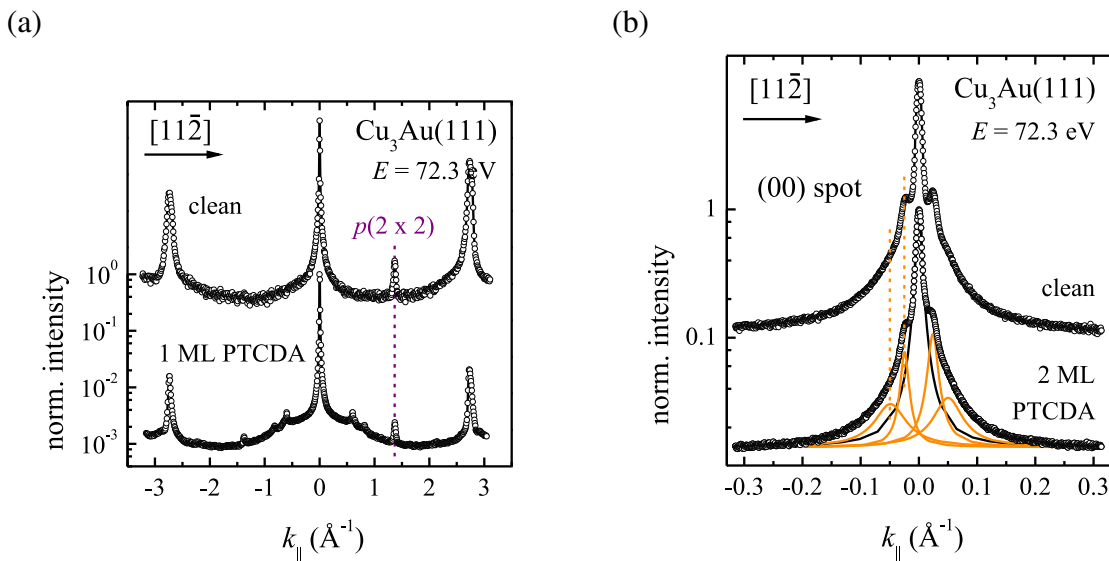 (a)
[112̅]
Cu₃Au(111)
E = 72.3 eV
clean
p(2 x 2)
10⁰
10⁻¹
1 ML PTCDA
10⁻²
10⁻³
norm. intensity
-3 -2 -1 0 1 2 3
k∥ (Å⁻¹)
(b)
[112̅]
Cu₃Au(111)
E = 72.3 eV
(00) spot
1
clean
0.1
2 ML
PTCDA
norm. intensity
-0.3 -0.2 -0.1 0.0 0.1 0.2 0.3
k∥ (Å⁻¹)